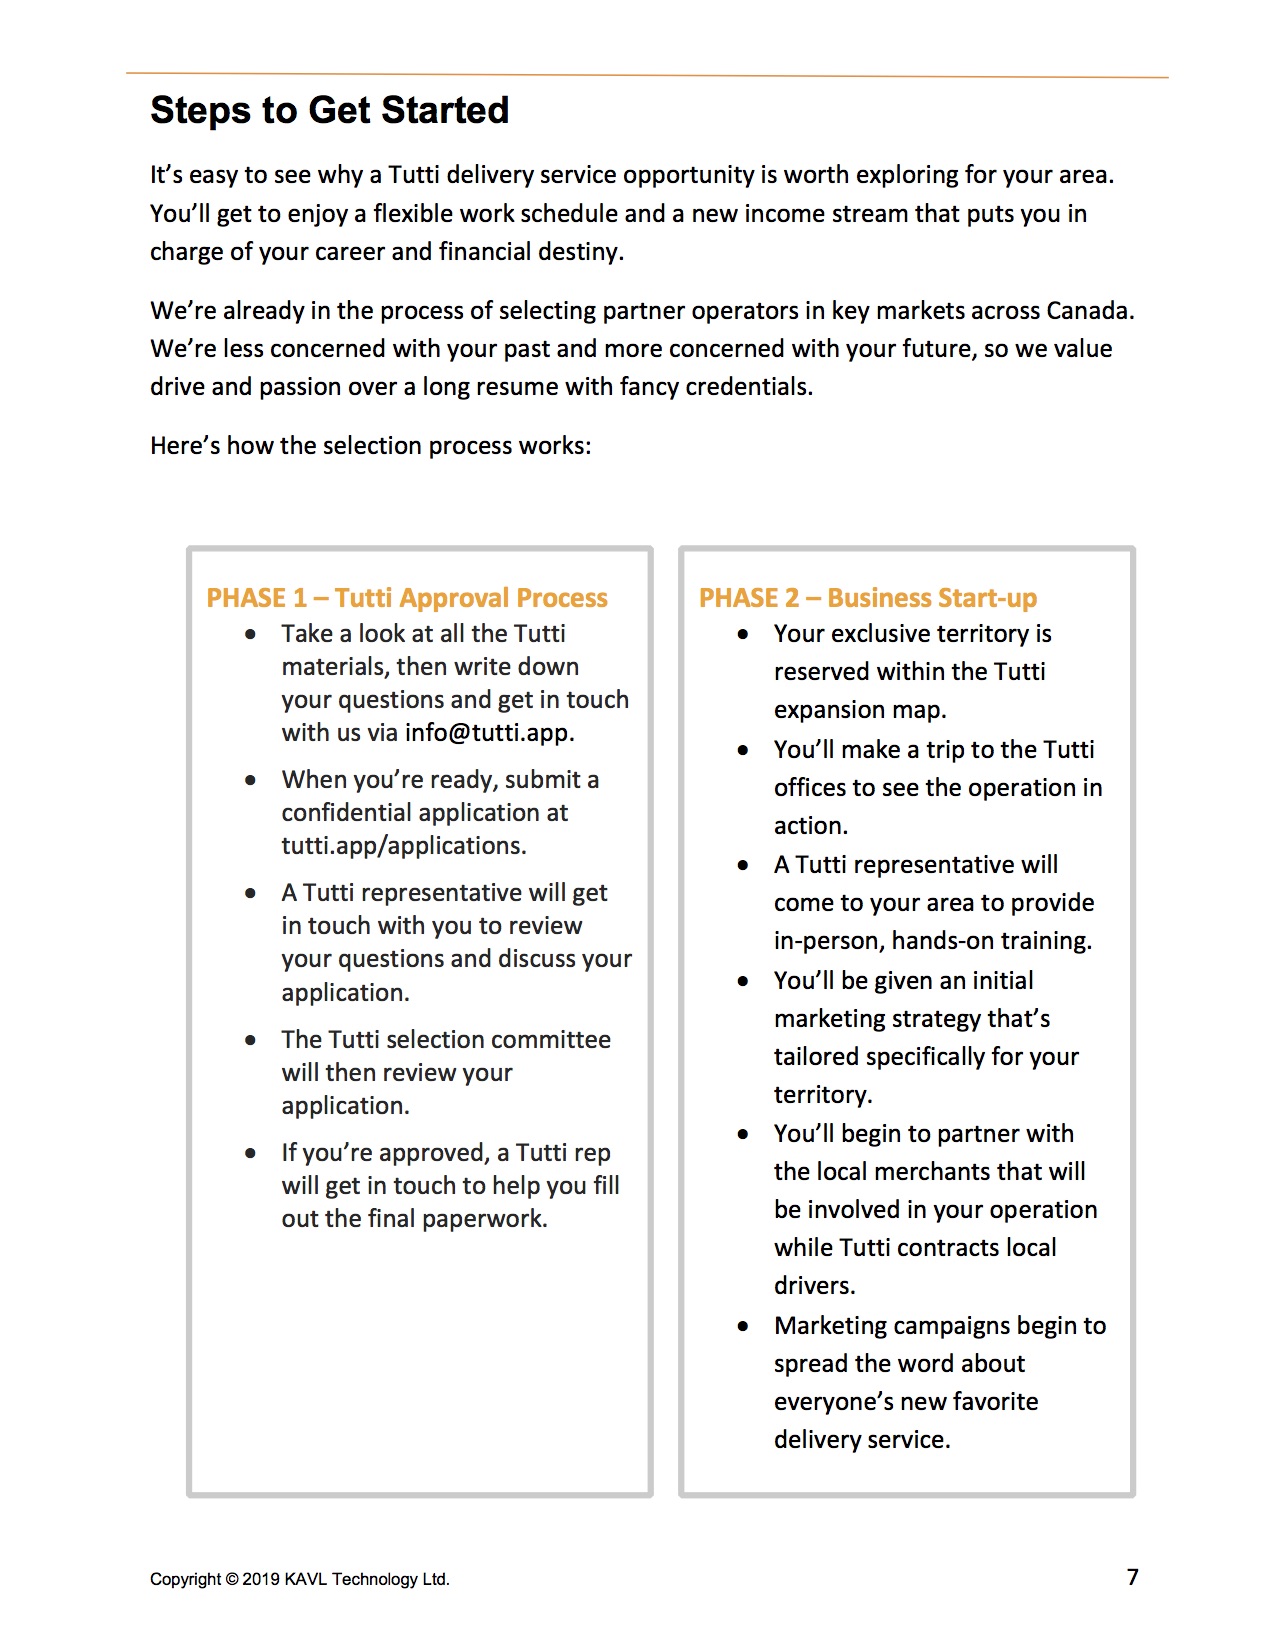 Steps to Get Started
It’s easy to see why a Tutti delivery service opportunity is worth exploring for your area.
You’ll get to enjoy a flexible work schedule and a new income stream that puts you in
charge of your career and financial destiny.
We’re already in the process of selecting partner operators in key markets across Canada.
We’re less concerned with your past and more concerned with your future, so we value
drive and passion over a long resume with fancy credentials.
Here’s how the selection process works:
PHASE 1 – Tutti Approval Process
• Take a look at all the Tutti
materials, then write down
your questions and get in touch
with us via info@tutti.app.
• When you’re ready, submit a
confidential application at
tutti.app/applications.
• A Tutti representative will get
in touch with you to review
your questions and discuss your
application.
• The Tutti selection committee
will then review your
application.
• If you’re approved, a Tutti rep
will get in touch to help you fill
out the final paperwork.
PHASE 2 – Business Start-up
• Your exclusive territory is
reserved within the Tutti
expansion map.
• You’ll make a trip to the Tutti
offices to see the operation in
action.
• A Tutti representative will
come to your area to provide
in-person, hands-on training.
• You’ll be given an initial
marketing strategy that’s
tailored specifically for your
territory.
• You’ll begin to partner with
the local merchants that will
be involved in your operation
while Tutti contracts local
drivers.
• Marketing campaigns begin to
spread the word about
everyone’s new favorite
delivery service.
Copyright © 2019 KAVL Technology Ltd.
7